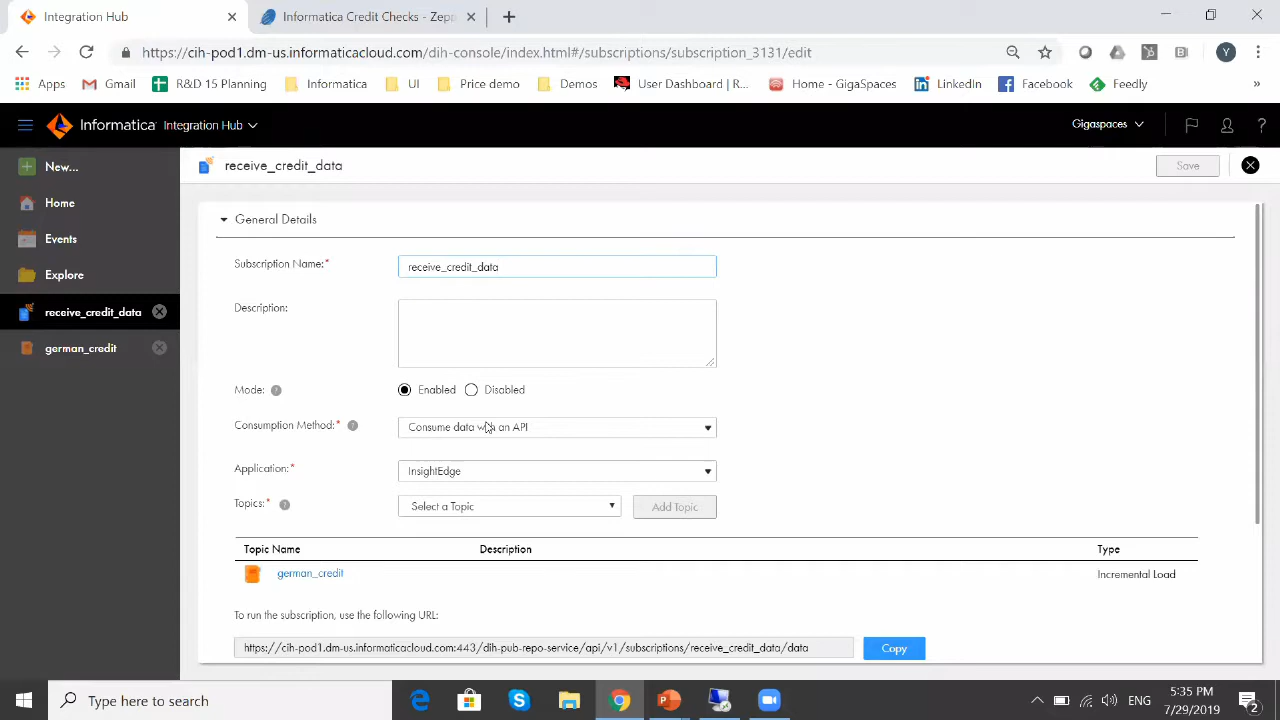 Integration Hub
Informatica Credit Checks - Zepp
https://cih-pod1.dm-us.informaticacloud.com/dih-console/index.html#/subscriptions/subscription_3131/edit
Y
Apps Gmail R&D 15 Planning Informatica UI Price demo Demos User Dashboard | R... Home - GigaSpaces LinkedIn Facebook Feedly »
Informatica Integration Hub Gigaspaces ?
New...
Home
Events
Explore
receive_credit_data
german_credit
receive_credit_data Save
General Details
Subscription Name:* receive_credit_data
Description:
Mode: ? Enabled Disabled
Consumption Method:* ? Consume data with an API
Application:* InsightEdge
Topics:* ? Select a Topic Add Topic
Topic Name Description Type
german_credit Incremental Load
To run the subscription, use the following URL:
https://cih-pod1.dm-us.informaticacloud.com:443/dih-pub-repo-service/api/v1/subscriptions/receive_credit_data/data Copy
Type here to search
ENG
5:35 PM
7/29/2019
2